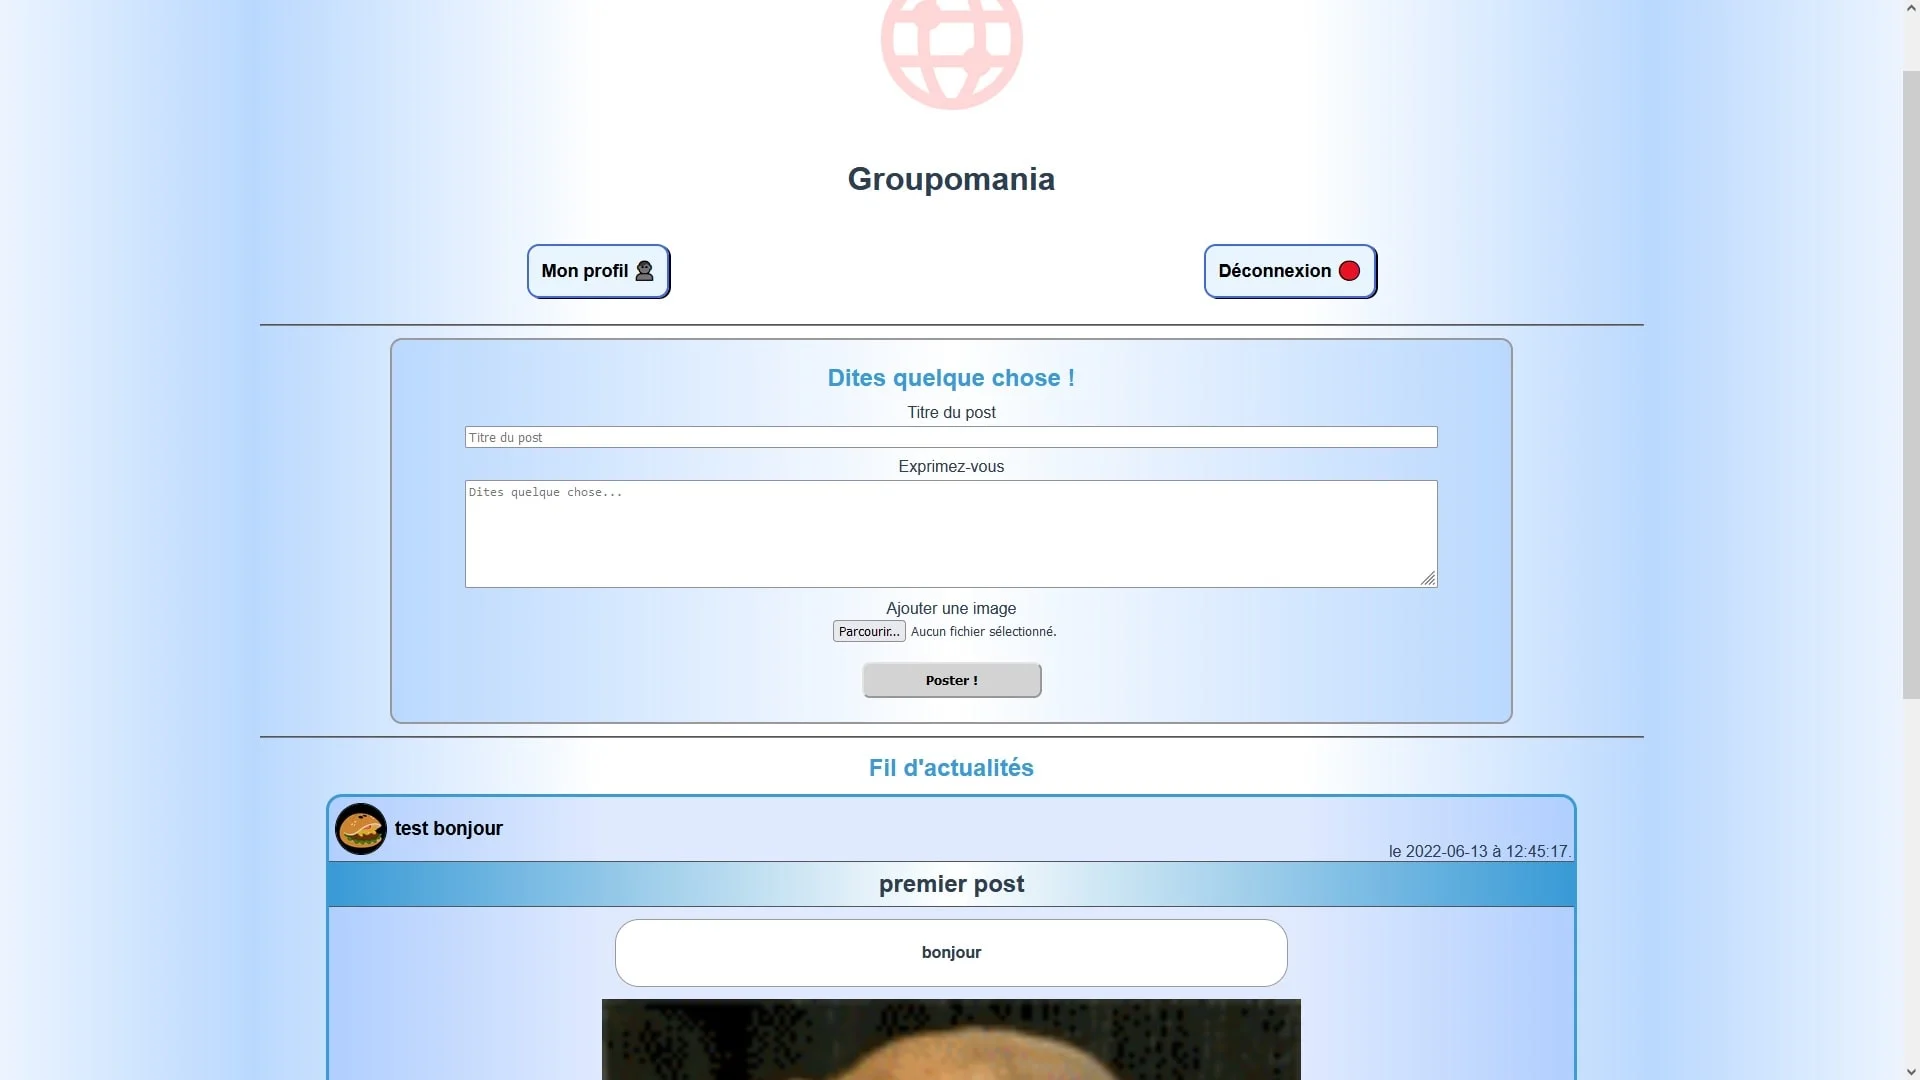 Groupomania
Mon profil
Déconnexion
Dites quelque chose !
Titre du post
Titre du post
Exprimez-vous
Dites quelque chose...
Ajouter une image
Parcourir... Aucun fichier sélectionné.
Poster !
Fil d'actualités
test bonjour
le 2022-06-13 à 12:45:17.
premier post
bonjour